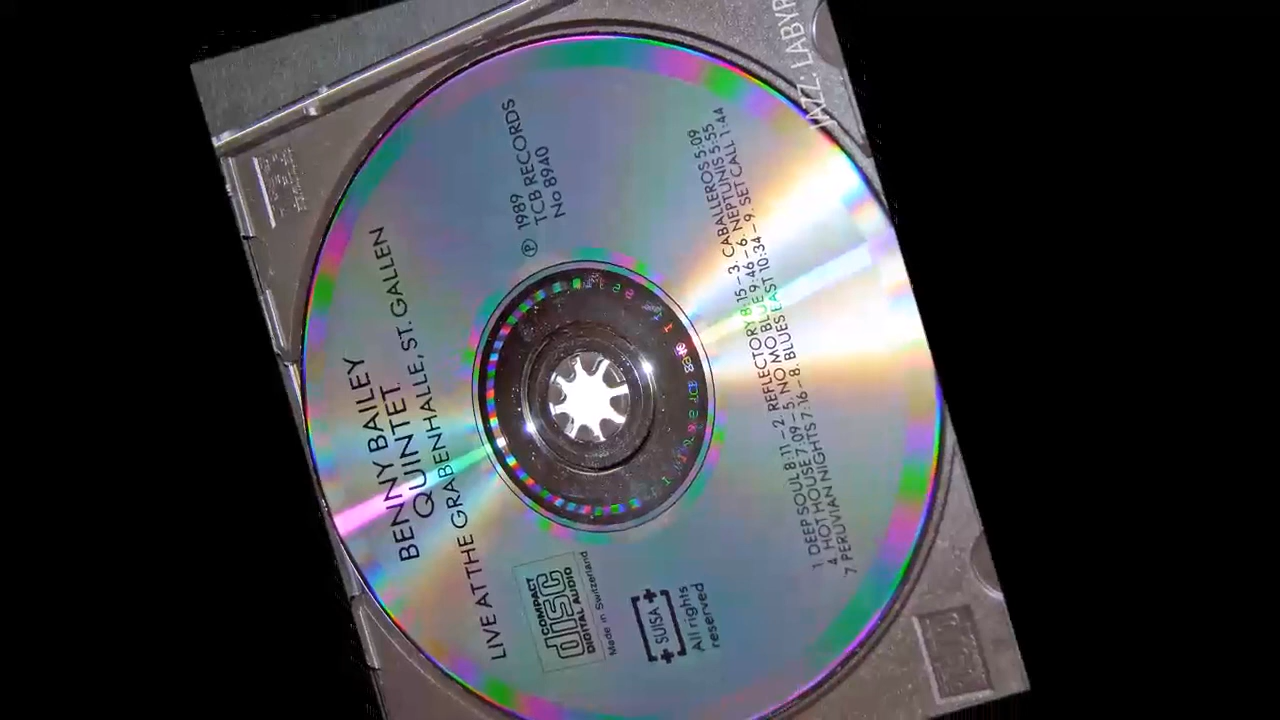 BENNY BAILEY
QUINTET
LIVE AT THE GRABENHALLE, ST. GALLEN
℗ 1989
TCB RECORDS
No 8940
COMPACT
disc
DIGITAL AUDIO
Made in Switzerland
SUISA
All rights
reserved
1 DEEP SOUL 8:11 – 2. REFLECTORY 8:15 – 3. CABALLEROS 5:09
4 HOT HOUSE 7:09 – 5. NO MO BLUE 9:46 – 6. NEPTUNIS 5:55
7. PERUVIAN NIGHTS 7:16 – 8. BLUES EAST 10:34 – 9. SET CALL 1:44
JAZZ: